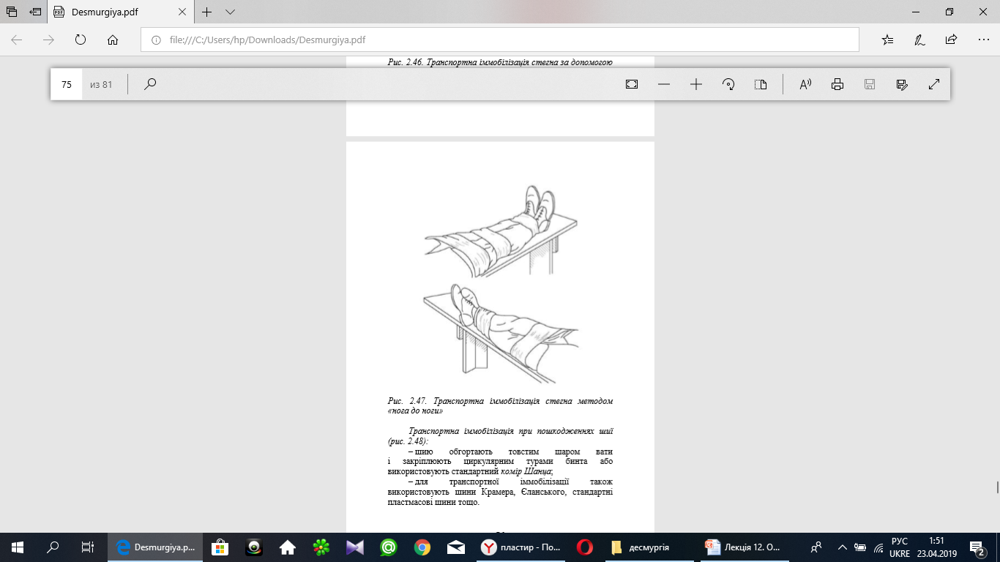 Desmurgiya.pdf
file:///C:/Users/hp/Downloads/Desmurgiya.pdf
Рис. 2.46. Транспортна іммобілізація стегна за допомогою
75 из 81
Рис. 2.47. Транспортна іммобілізація стегна методом
«нога до ноги»
Транспортна іммобілізація при пошкодженнях шиї
(рис. 2.48):
– шию обгортають товстим шаром вати
і закріплюють циркулярним турами бинта або
використовують стандартний комір Шанца;
– для транспортної іммобілізації також
використовують шини Крамера, Єланського, стандартні
пластмасові шини тощо.
Desmurgiya.p...
пластир - По...
десмургія
Лекція 12. О...
РУС
UKRE
1:51
23.04.2019
2